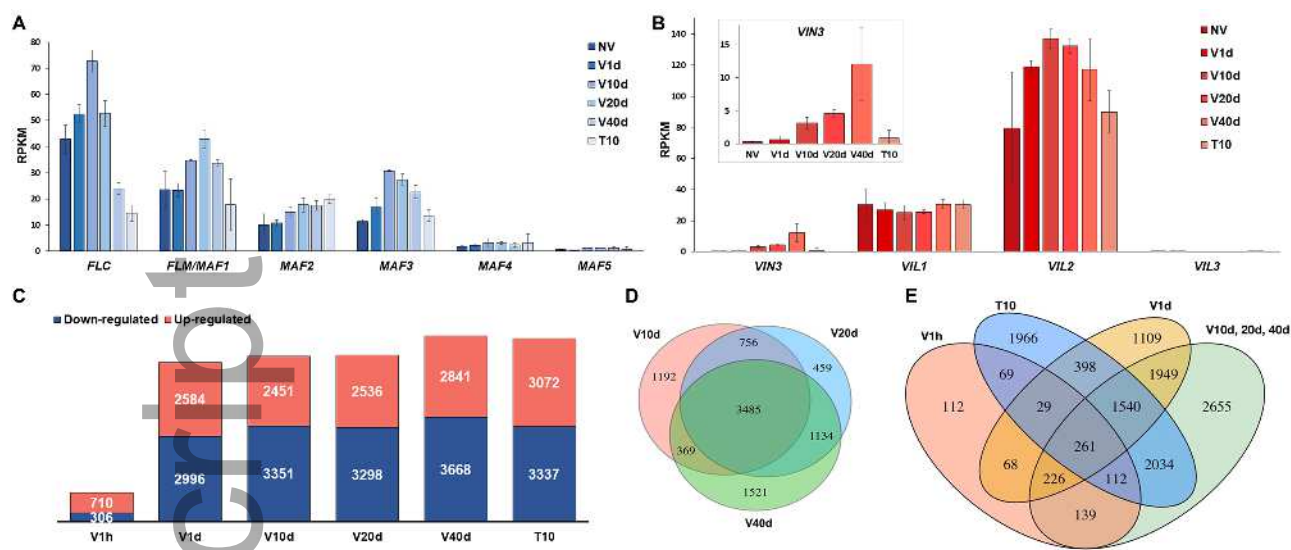 A
RPKM
80
70
60
50
40
30
20
10
0
FLC
FLM/MAF1
MAF2
MAF3
MAF4
MAF5
NV
V1d
V10d
V20d
V40d
T10
B
RPKM
140
120
100
80
60
40
20
0
VIN3
15
10
5
0
NV
V1d
V10d
V20d
V40d
T10
VIN3
VIL1
VIL2
VIL3
NV
V1d
V10d
V20d
V40d
T10
C
Down-regulated
Up-regulated
710
306
2584
2996
2451
3351
2536
3298
2841
3668
3072
3337
V1h
V1d
V10d
V20d
V40d
T10
D
V10d
V20d
V40d
756
1192
459
3485
369
1134
1521
E
V1h
T10
V1d
V10d, 20d, 40d
1966
1109
69
398
1949
112
29
1540
2655
261
68
226
112
2034
139
cript